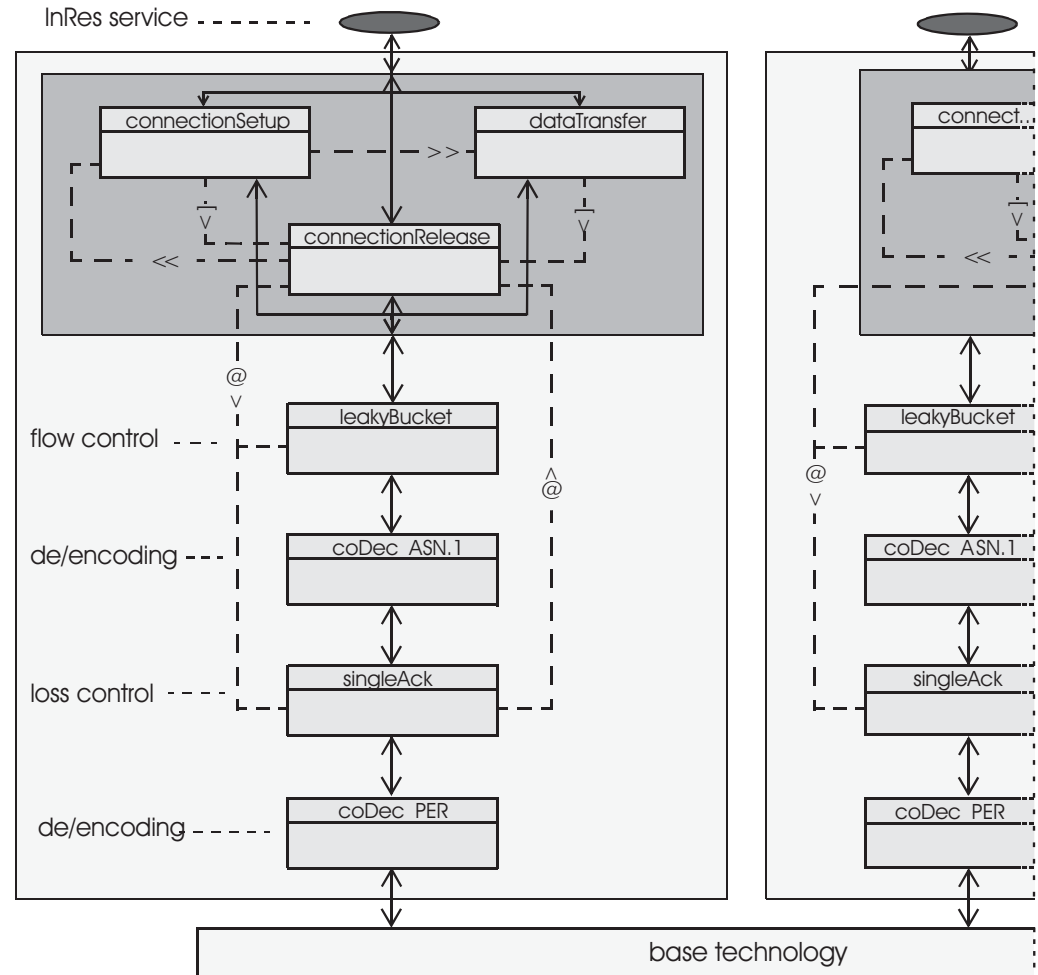 InRes service
connectionSetup
dataTransfer
>>
[>
[>
connectionRelease
<<
@
<
leakyBucket
flow control
^
@
coDec ASN.1
de/encoding
singleAck
loss control
coDec PER
de/encoding
connect..
[>
<<
leakyBucket
@
<
coDec ASN.1
singleAck
coDec PER
base technology